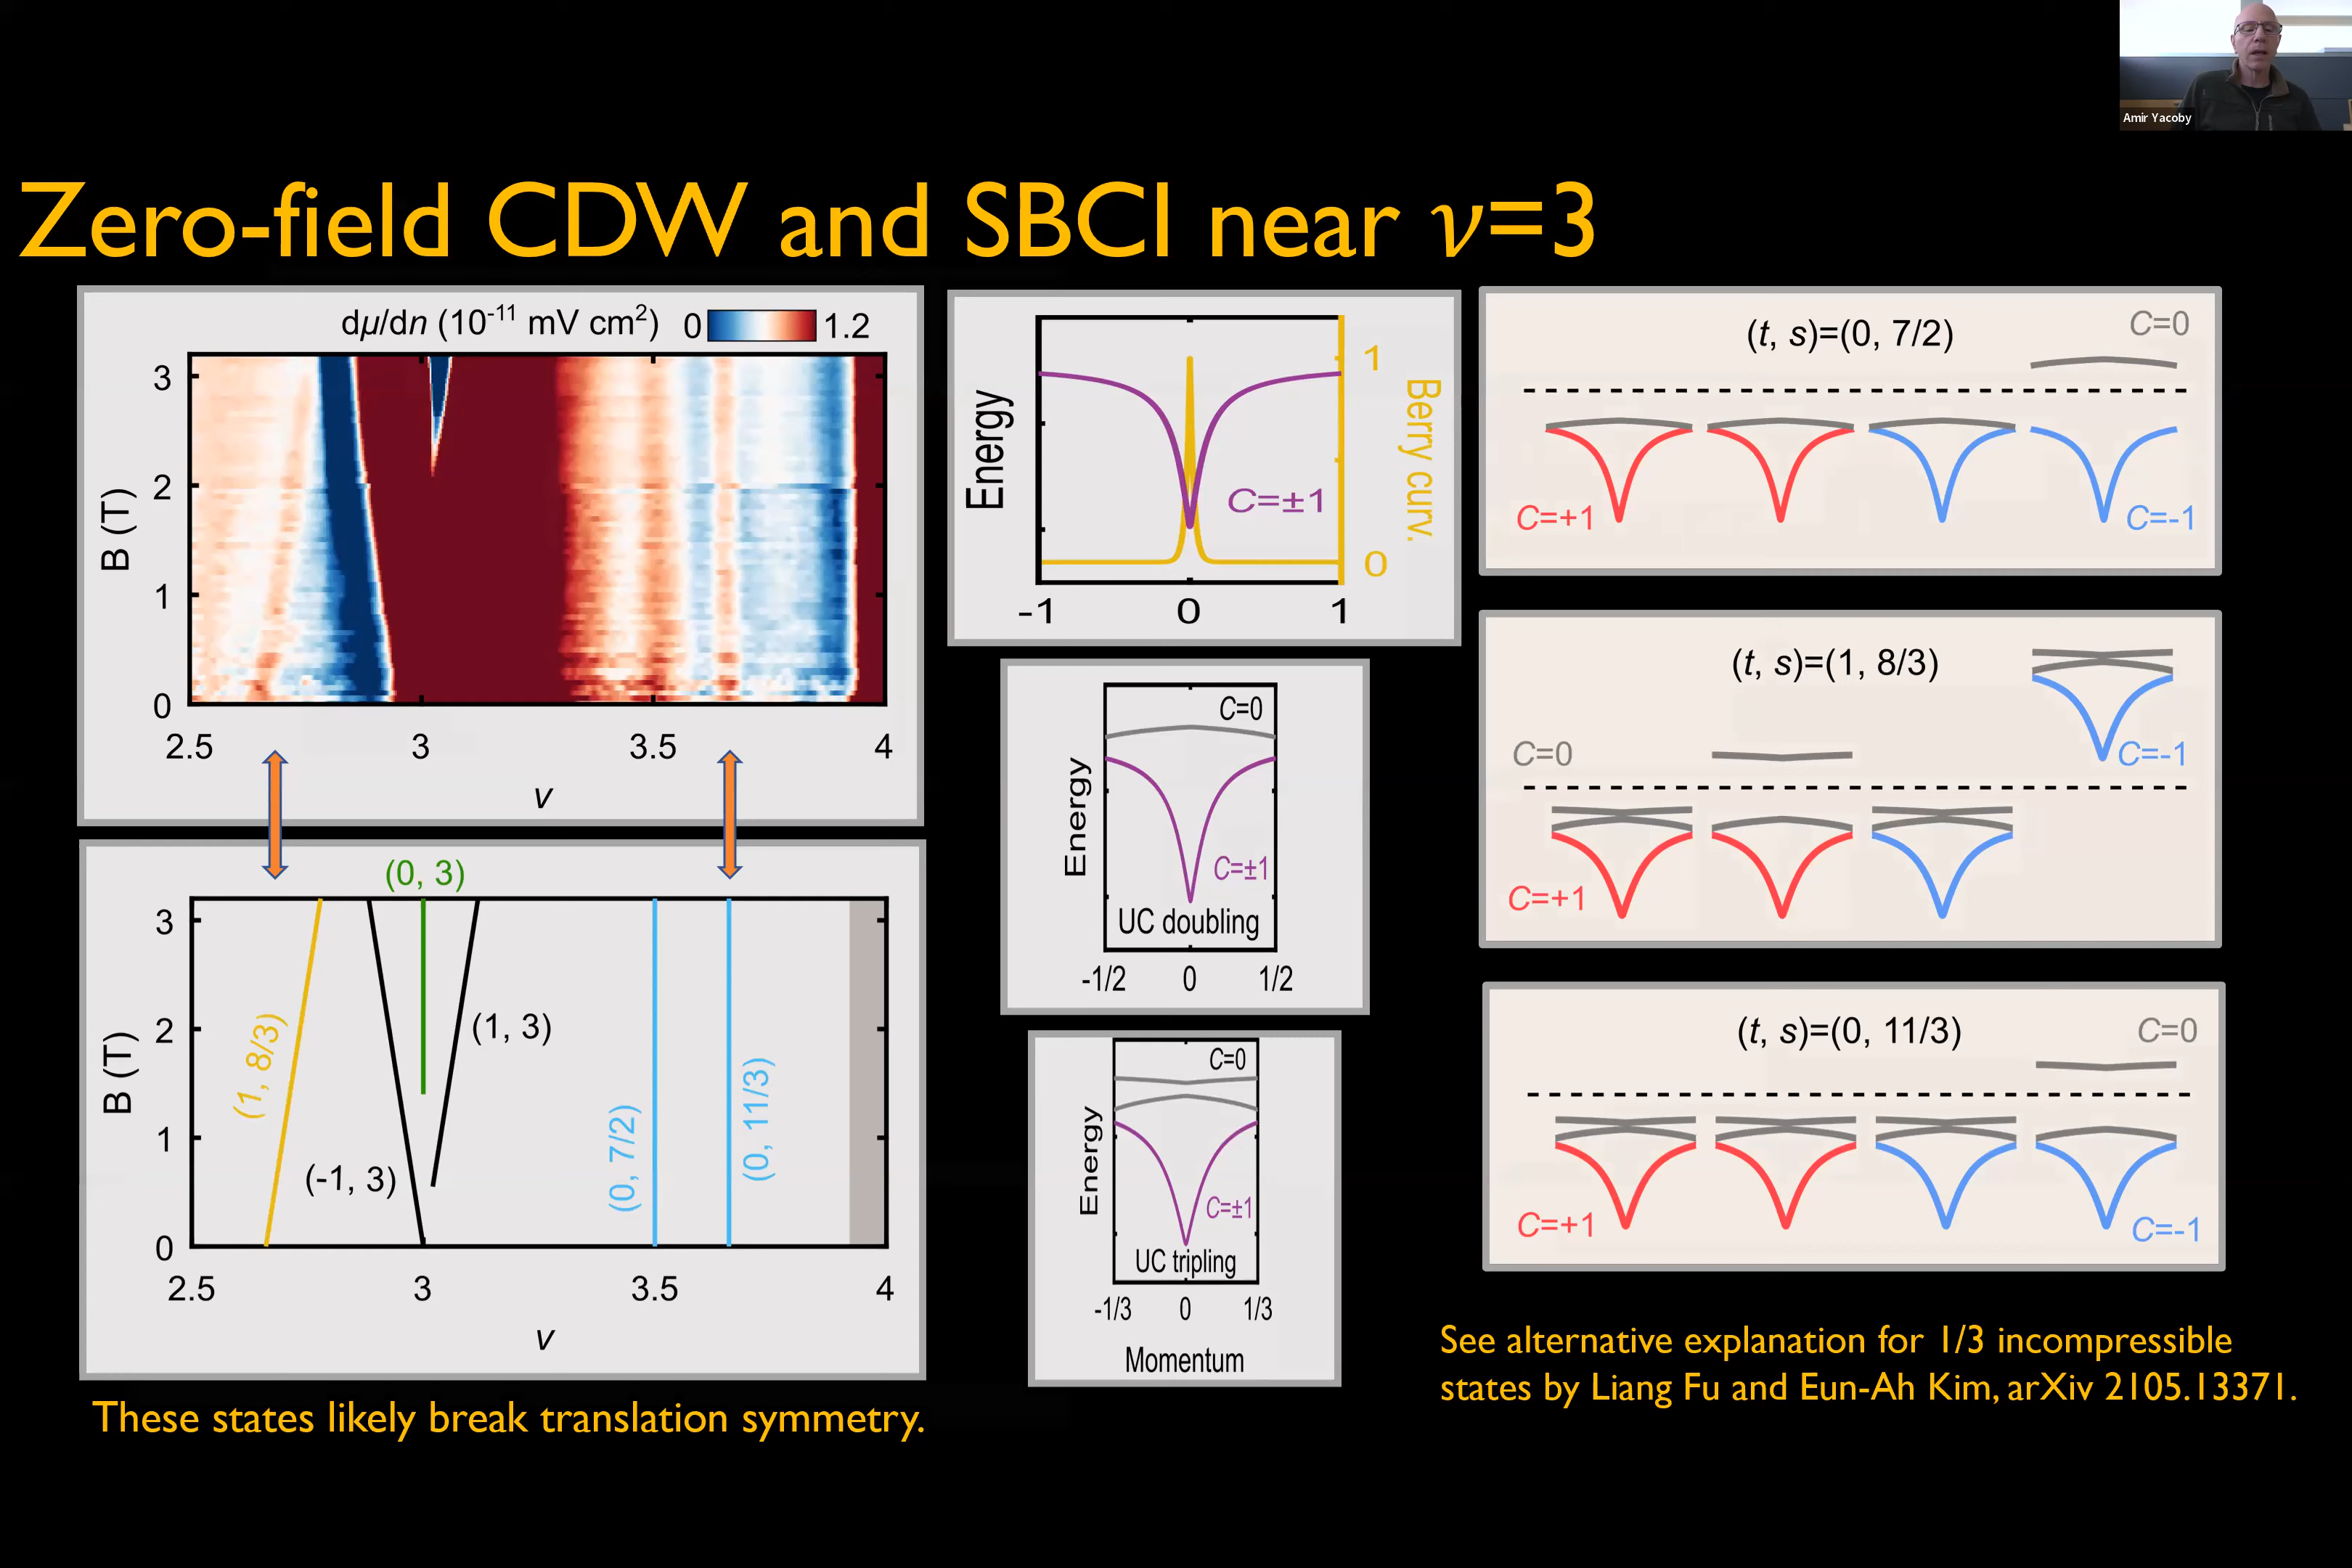 Amir Yacoby
Zero-field CDW and SBCI near ν=3
dμ/dn (10⁻¹¹ mV cm²) 0 1.2
B (T)
3
2
1
0
2.5 3 3.5 4
ν
(0, 3)
B (T)
3
2
1
0
(1, 8/3)
(-1, 3)
(1, 3)
(0, 7/2)
(0, 11/3)
2.5 3 3.5 4
ν
These states likely break translation symmetry.
Energy
C=±1
1
0
Berry curv.
-1 0 1
C=0
Energy
C=±1
UC doubling
-1/2 0 1/2
C=0
Energy
C=±1
UC tripling
-1/3 0 1/3
Momentum
(t, s)=(0, 7/2)
C=0
C=+1
C=-1
(t, s)=(1, 8/3)
C=0
C=-1
C=+1
(t, s)=(0, 11/3)
C=0
C=+1
C=-1
See alternative explanation for 1/3 incompressible
states by Liang Fu and Eun-Ah Kim, arXiv 2105.13371.